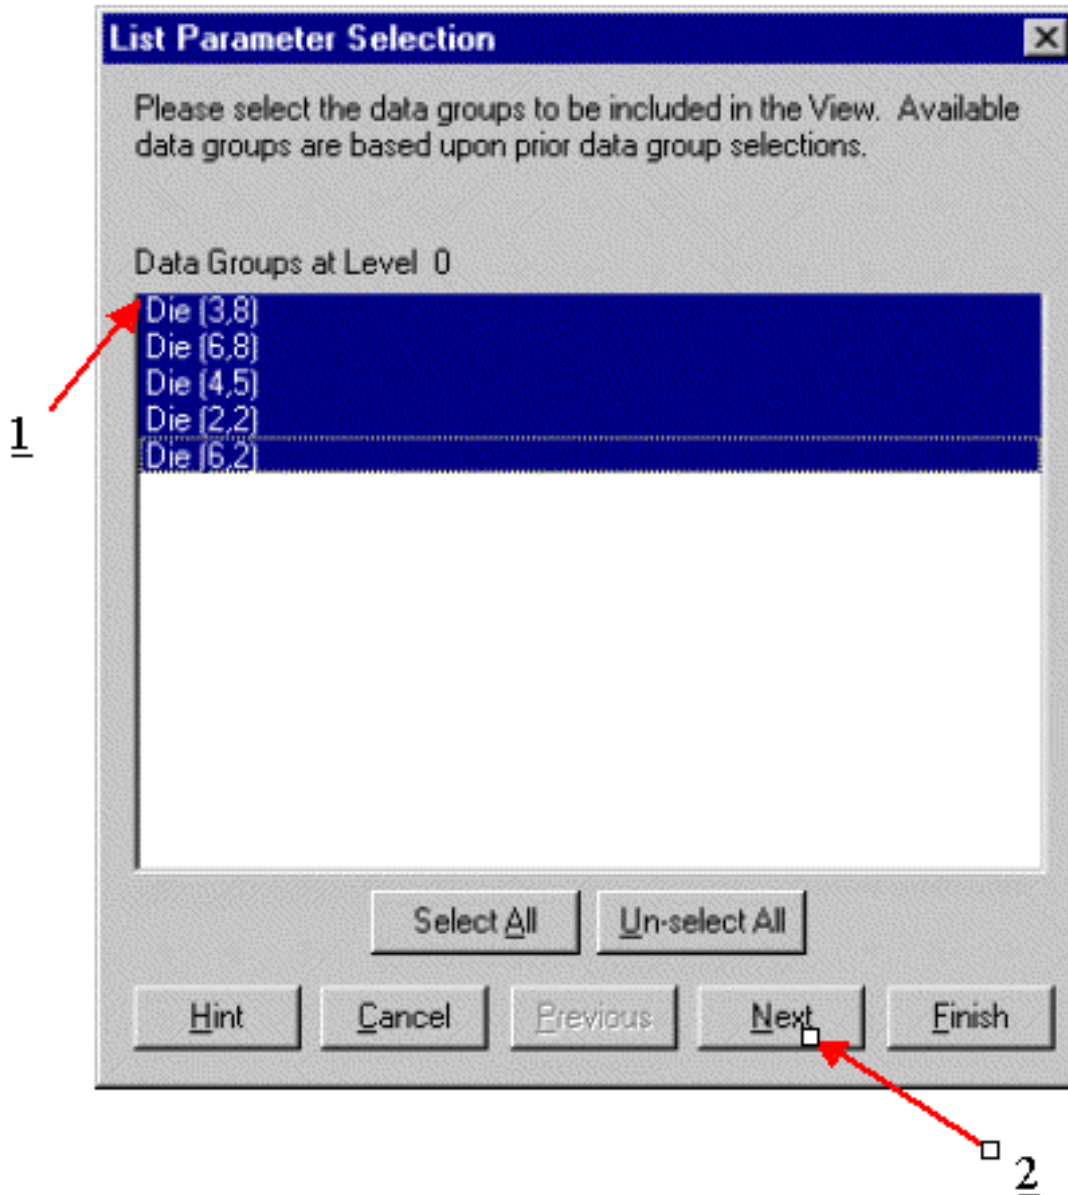 List Parameter Selection
Please select the data groups to be included in the View.  Available
data groups are based upon prior data group selections.
Data Groups at Level  0
Die (3,8)
Die (6,8)
Die (4,5)
Die (2,2)
Die (6,2)
1
Select All
Un-select All
Hint
Cancel
Previous
Next
Finish
2